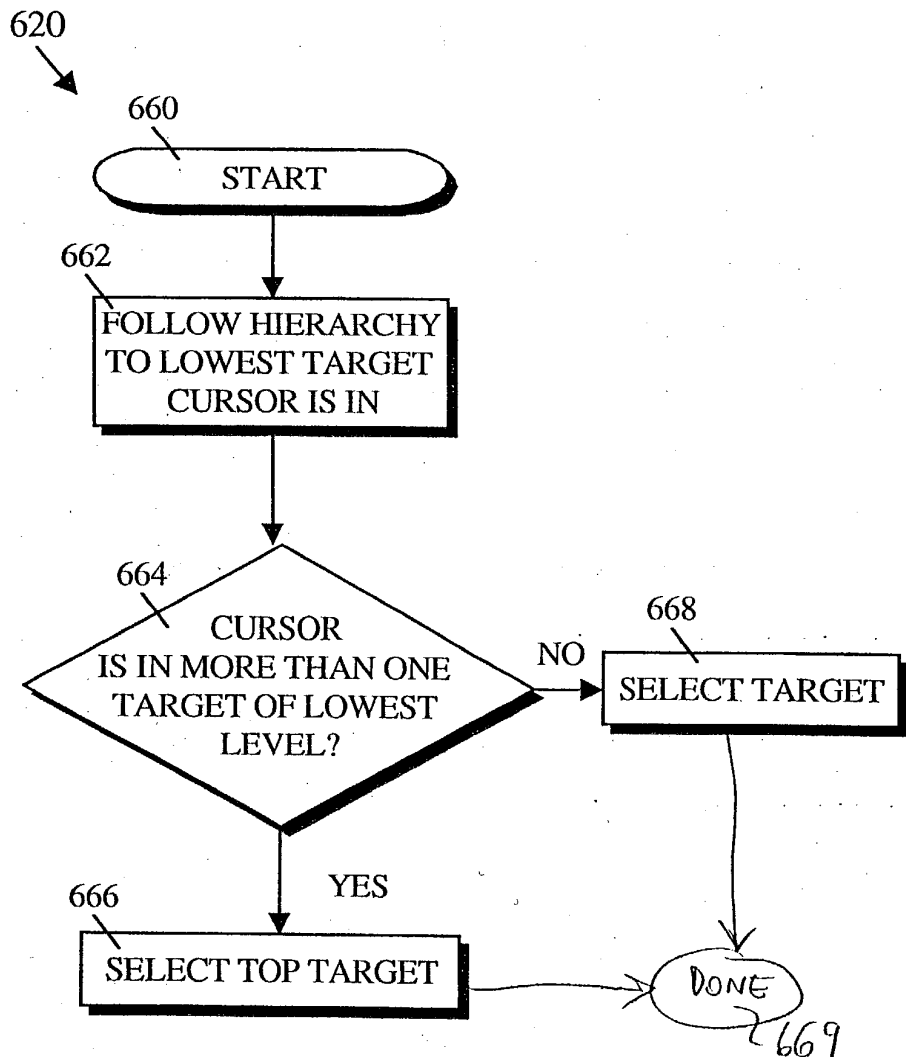 620
660
START
662
FOLLOW HIERARCHY
TO LOWEST TARGET
CURSOR IS IN
664
CURSOR
IS IN MORE THAN ONE
TARGET OF LOWEST
LEVEL?
NO
668
SELECT TARGET
YES
666
SELECT TOP TARGET
DONE
669